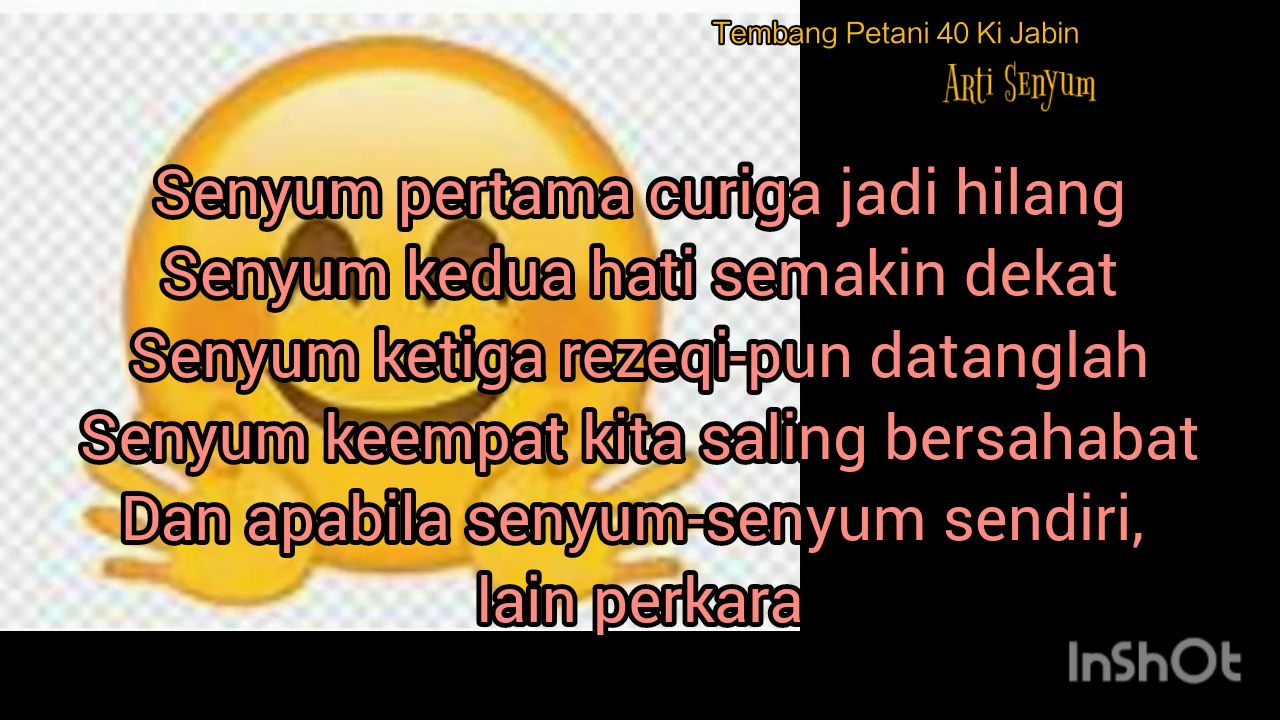 Tembang Petani 40 Ki Jabin
Arti Senyum
Senyum pertama curiga jadi hilang
Senyum kedua hati semakin dekat
Senyum ketiga rezeqi-pun datanglah
Senyum keempat kita saling bersahabat
Dan apabila senyum-senyum sendiri,
lain perkara
InShOt